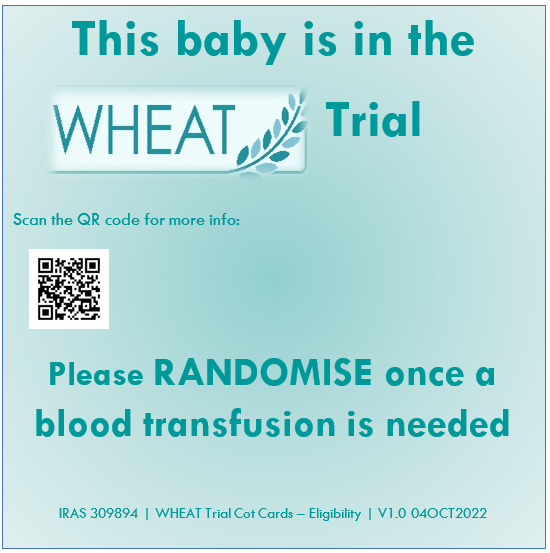 This baby is in the
WHEAT Trial
Scan the QR code for more info:
Please RANDOMISE once a
blood transfusion is needed
IRAS 309894 | WHEAT Trial Cot Cards – Eligibility | V1.0 04OCT2022